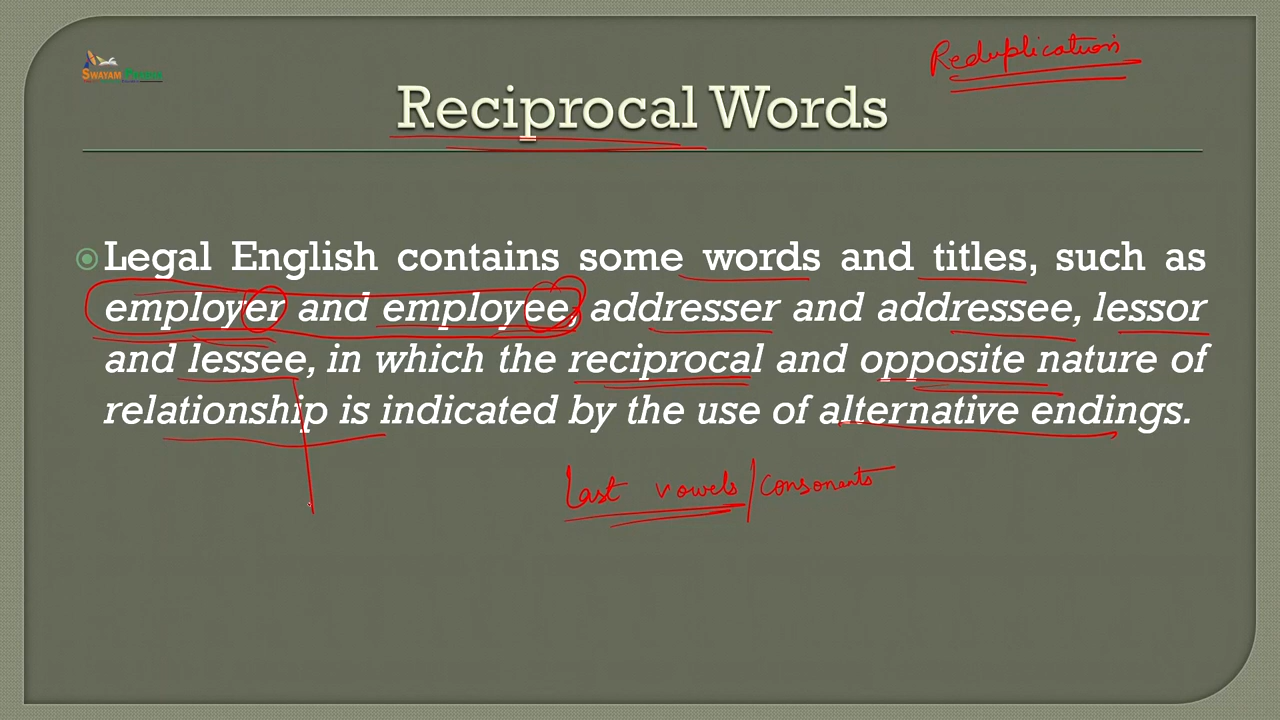 Reduplication
SWAYAM PRABHA
Reciprocal Words
Legal English contains some words and titles, such as
employer and employee, addresser and addressee, lessor
and lessee, in which the reciprocal and opposite nature of
relationship is indicated by the use of alternative endings.
Last vowels/consonants